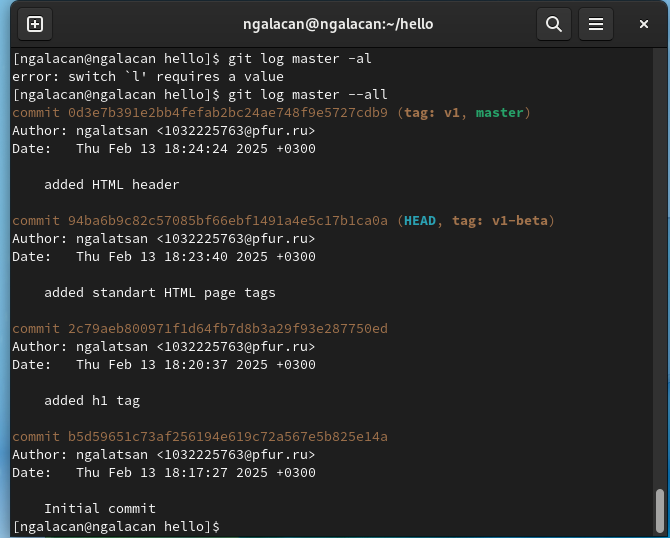 ngalacan@ngalacan:~/hello
[ngalacan@ngalacan hello]$ git log master -al
error: switch `l' requires a value
[ngalacan@ngalacan hello]$ git log master --all
commit 0d3e7b391e2bb4fefab2bc24ae748f9e5727cdb9 (tag: v1, master)
Author: ngalatsan <1032225763@pfur.ru>
Date:   Thu Feb 13 18:24:24 2025 +0300
    added HTML header
commit 94ba6b9c82c57085bf66ebf1491a4e5c17b1ca0a (HEAD, tag: v1-beta)
Author: ngalatsan <1032225763@pfur.ru>
Date:   Thu Feb 13 18:23:40 2025 +0300
    added standart HTML page tags
commit 2c79aeb800971f1d64fb7d8b3a29f93e287750ed
Author: ngalatsan <1032225763@pfur.ru>
Date:   Thu Feb 13 18:20:37 2025 +0300
    added h1 tag
commit b5d59651c73af256194e619c72a567e5b825e14a
Author: ngalatsan <1032225763@pfur.ru>
Date:   Thu Feb 13 18:17:27 2025 +0300
    Initial commit
[ngalacan@ngalacan hello]$